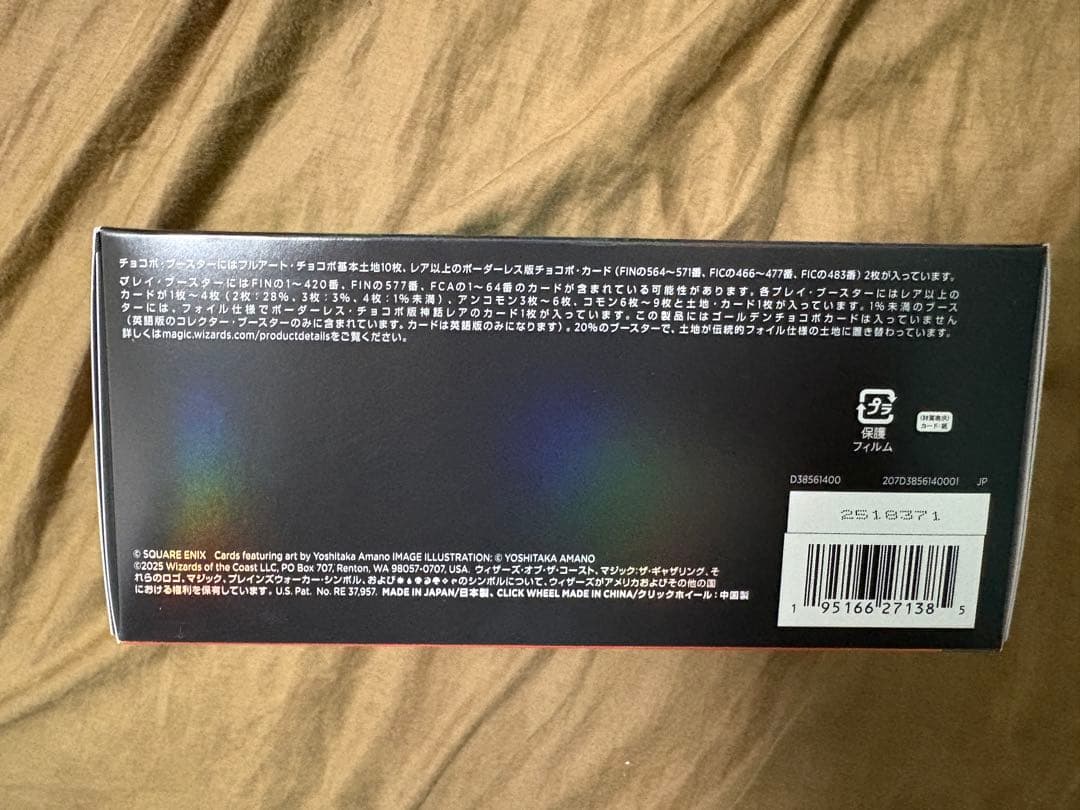 チョコボ・ブースターにはフルアート・チョコボ基本土地10枚、レア以上のボーダーレス版チョコボ・カード（FINの564～571番、FICの466～477番、FICの483番）2枚が入っています。
プレイ・ブースターにはFINの1～420番、FINの577番、FCAの1～64番のカードが含まれている可能性があります。各プレイ・ブースターにはレア以上の
カードが1枚～4枚（2枚：28%、3枚：3%、4枚：1%未満）、アンコモン3枚～6枚、コモン6枚～9枚と土地・カード1枚が入っています。1%未満のブース
ターには、フォイル仕様でボーダーレス・チョコボ版神話レアのカード1枚が入っています。この製品にはゴールデンチョコボカードは入っていません
（英語版のコレクター・ブースターのみに含まれています。カードは英語版のみになります）。20%のブースターで、土地が伝統的フォイル仕様の土地に置き替わっています。
詳しくはmagic.wizards.com/productdetailsをご覧ください。
プラ
保護
フィルム
（材質表示）
カード：紙
D38561400 207D3856140001 JP
2518371
© SQUARE ENIX Cards featuring art by Yoshitaka Amano IMAGE ILLUSTRATION: © YOSHITAKA AMANO
©2025 Wizards of the Coast LLC, PO Box 707, Renton, WA 98057-0707, USA. ウィザーズ・オブ・ザ・コースト、マジック：ザ・ギャザリング、そ
れらのロゴ、マジック、プレインズウォーカー・シンボル、およびのシンボルについて、ウィザーズがアメリカおよびその他の国
における権利を保有しています。U.S. Pat. No. RE 37,957. MADE IN JAPAN/日本製、CLICK WHEEL MADE IN CHINA/クリックホイール：中国製
1 95166 27138 5